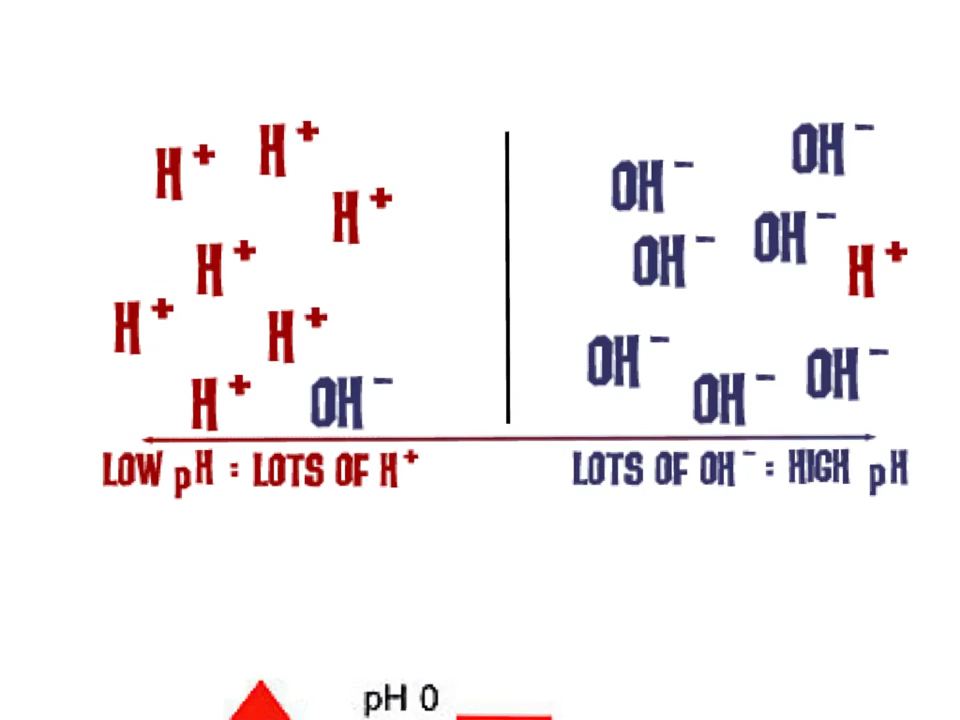 H⁺ H⁺ OH⁻
H⁺ OH⁻
H⁺ OH⁻ OH⁻ H⁺
H⁺ H⁺ OH⁻ OH⁻
H⁺ OH⁻ OH⁻
LOW pH : LOTS OF H⁺ LOTS OF OH⁻ : HIGH pH
pH 0